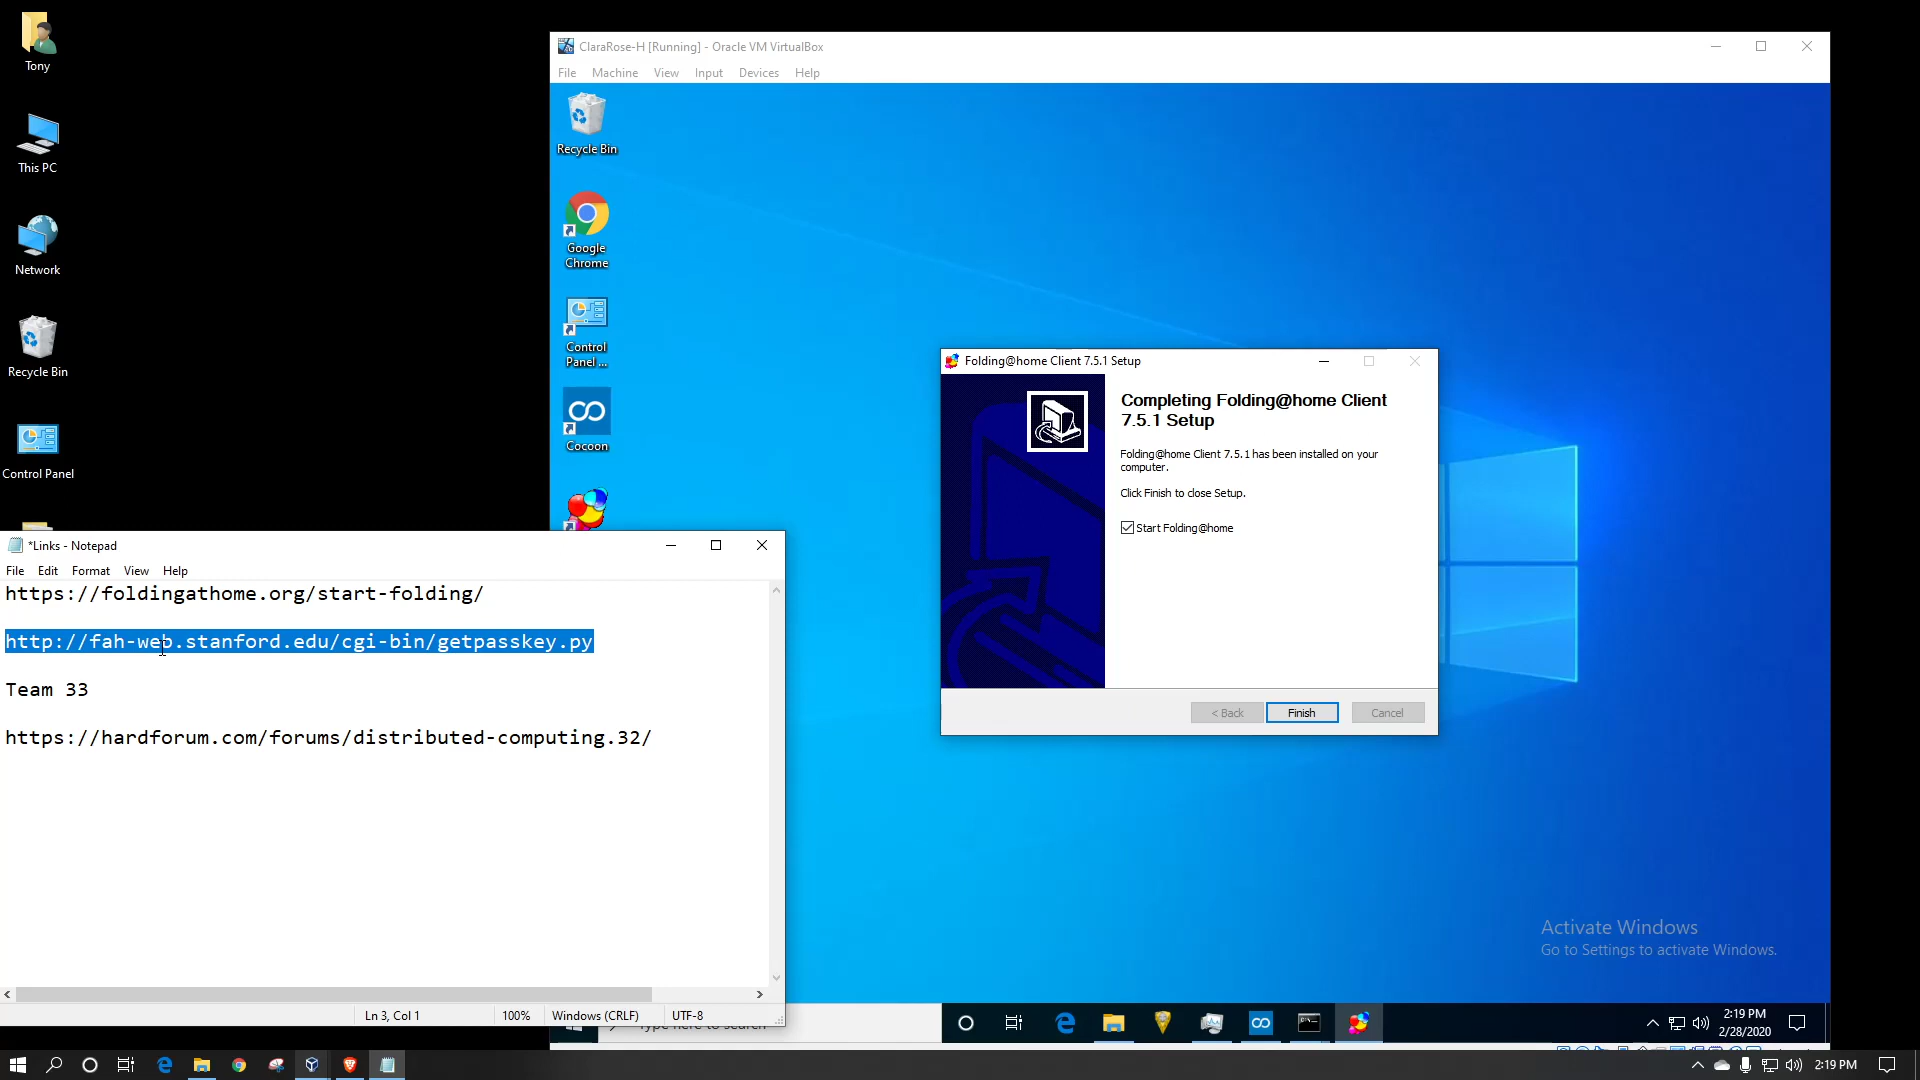 Tony
This PC
Network
Recycle Bin
Control Panel
ClaraRose-H [Running] - Oracle VM VirtualBox
File Machine View Input Devices Help
Recycle Bin
Google
Chrome
Control
Panel ...
Cocoon
Folding@home Client 7.5.1 Setup
Completing Folding@home Client
7.5.1 Setup
Folding@home Client 7.5.1 has been installed on your
computer.
Click Finish to close Setup.
Start Folding@home
< Back Finish Cancel
*Links - Notepad
File Edit Format View Help
https://foldingathome.org/start-folding/
http://fah-web.stanford.edu/cgi-bin/getpasskey.py
Team 33
https://hardforum.com/forums/distributed-computing.32/
Ln 3, Col 1 100% Windows (CRLF) UTF-8
Activate Windows
Go to Settings to activate Windows.
Type here to search
2:19 PM
2/28/2020
2:19 PM